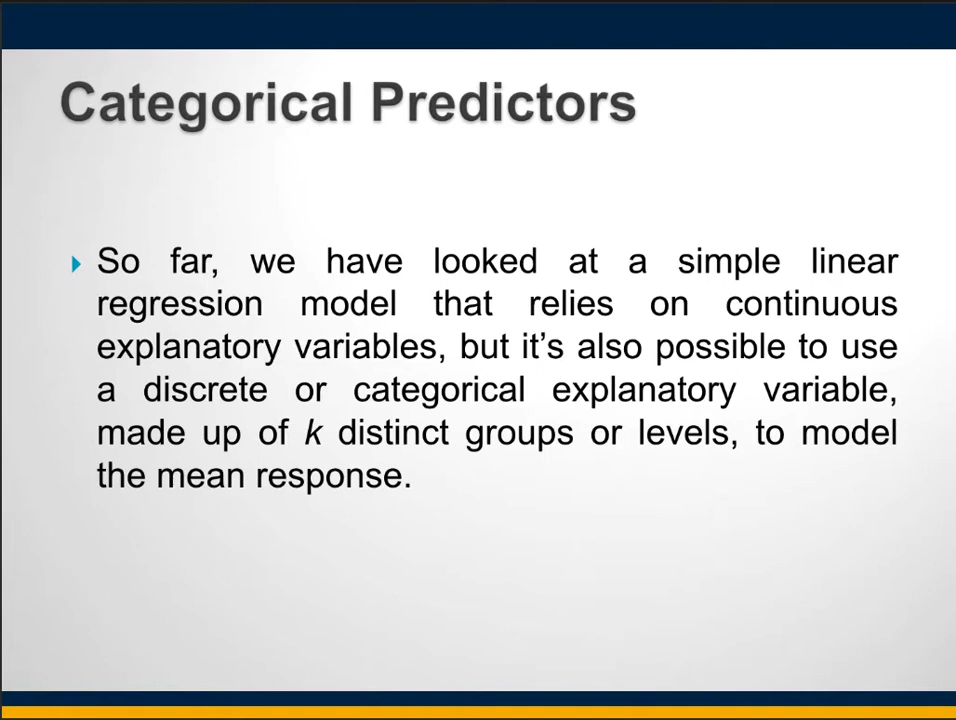 Categorical Predictors
So far, we have looked at a simple linear
regression model that relies on continuous
explanatory variables, but it’s also possible to use
a discrete or categorical explanatory variable,
made up of k distinct groups or levels, to model
the mean response.